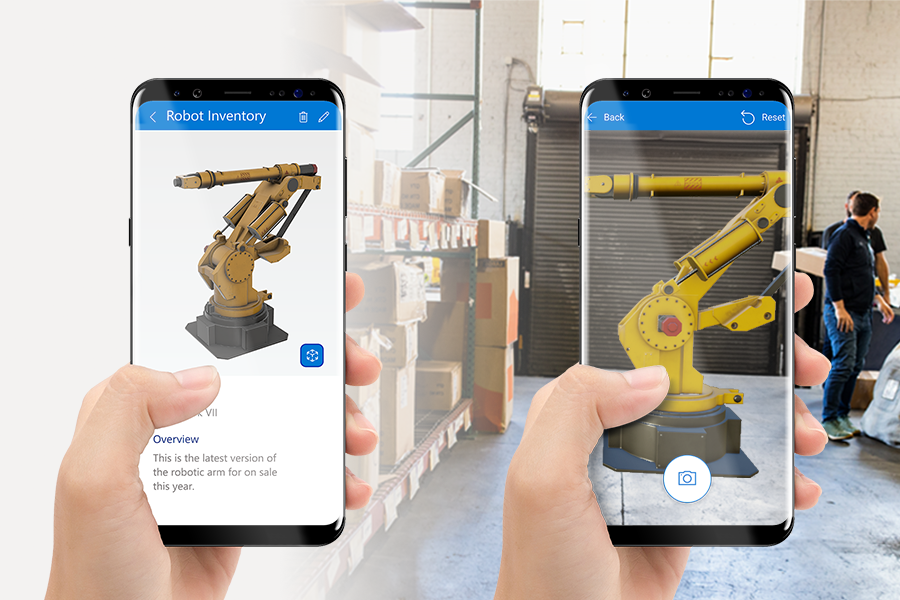 Robot Inventory
VII
Overview
This is the latest version of
the robotic arm for on sale
this year.
Back
Reset